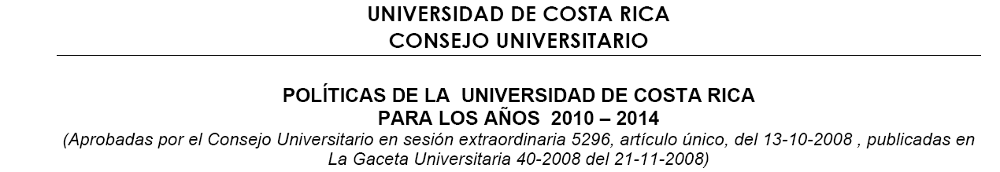 UNIVERSIDAD DE COSTA RICA
CONSEJO UNIVERSITARIO
POLÍTICAS DE LA  UNIVERSIDAD DE COSTA RICA
PARA LOS AÑOS  2010 – 2014
(Aprobadas por el Consejo Universitario en sesión extraordinaria 5296, artículo único, del 13-10-2008 , publicadas en
La Gaceta Universitaria 40-2008 del 21-11-2008)